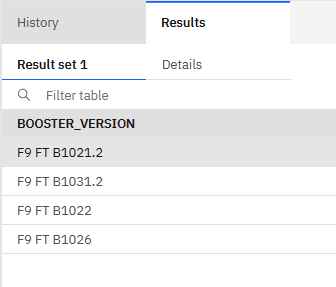 History
Results
Result set 1
Details
Filter table
BOOSTER_VERSION
F9 FT B1021.2
F9 FT B1031.2
F9 FT B1022
F9 FT B1026